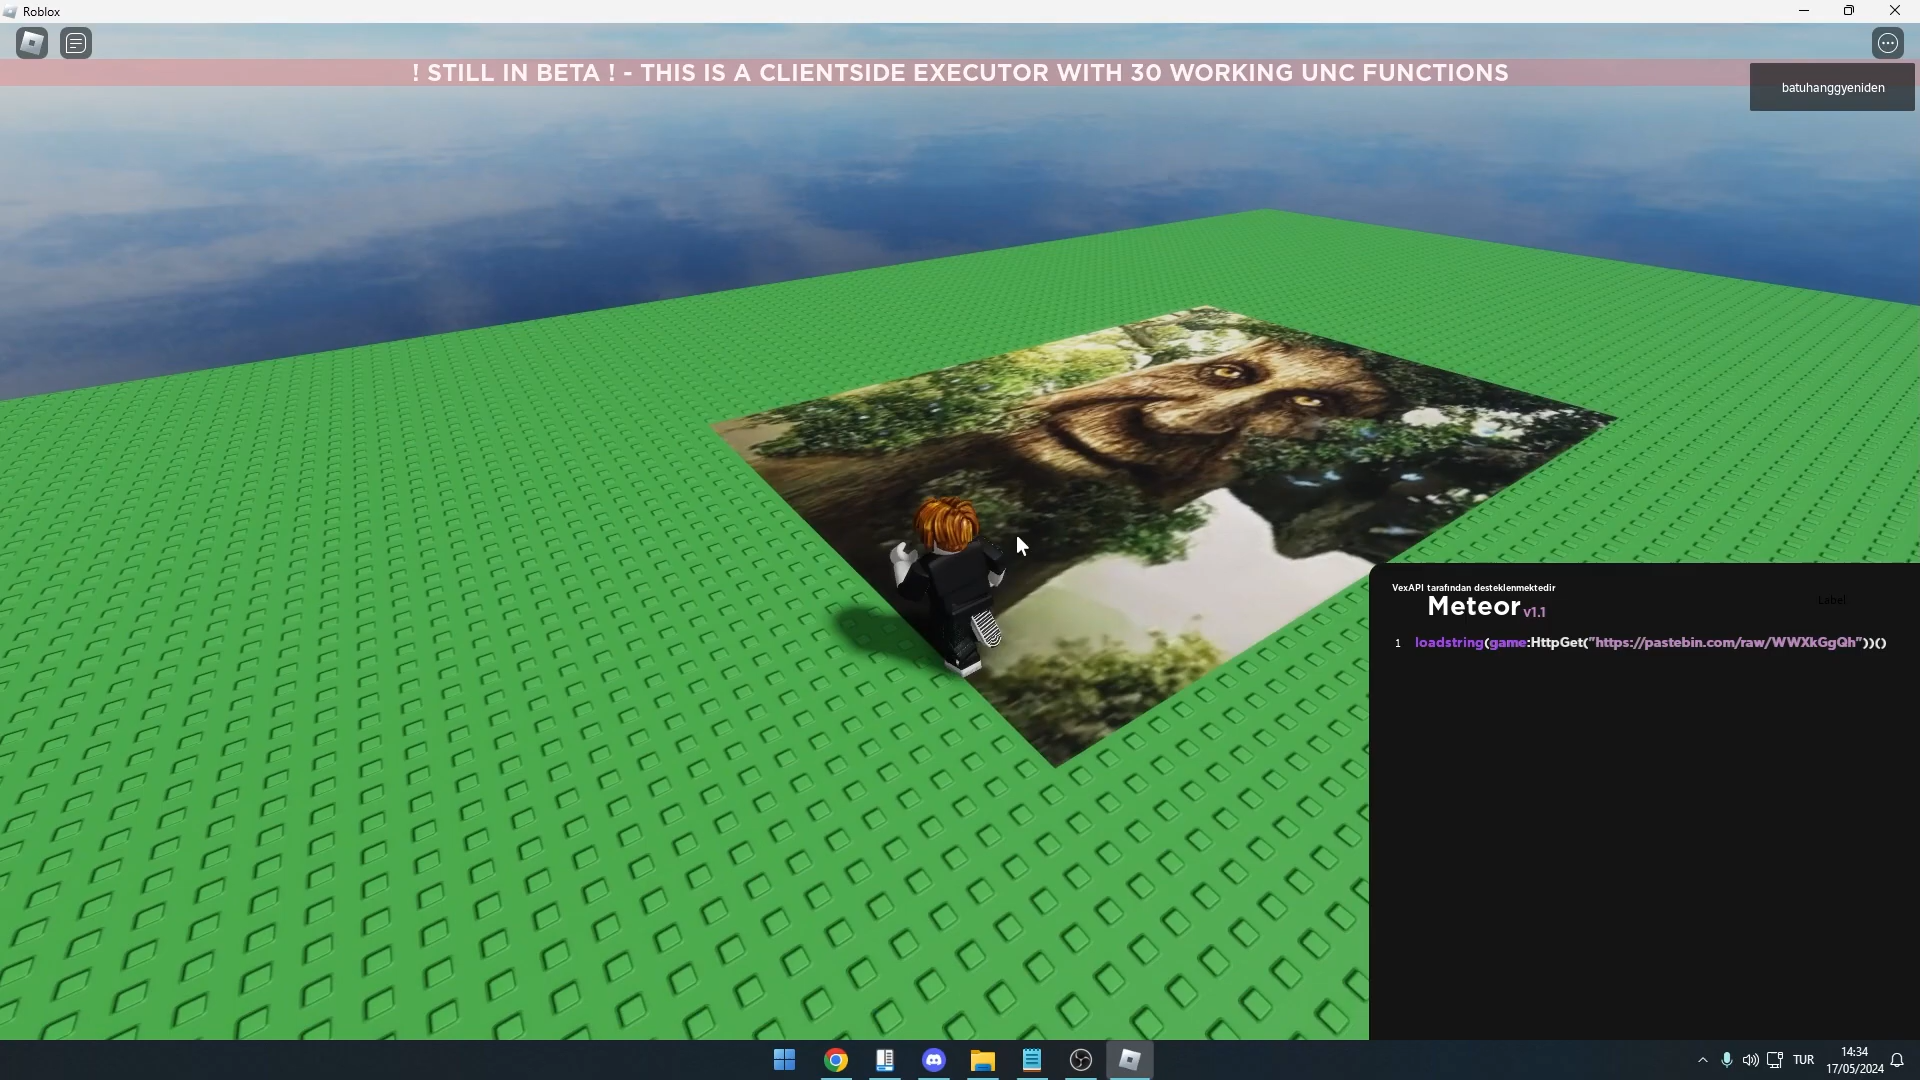 Roblox
! STILL IN BETA ! - THIS IS A CLIENTSIDE EXECUTOR WITH 30 WORKING UNC FUNCTIONS
batuhanggyeniden
VexAPI tarafından desteklenmektedir
Meteor v1.1
Label
1 loadstring(game:HttpGet("https://pastebin.com/raw/WWXkGgQh"))()
TUR
14:34
17/05/2024